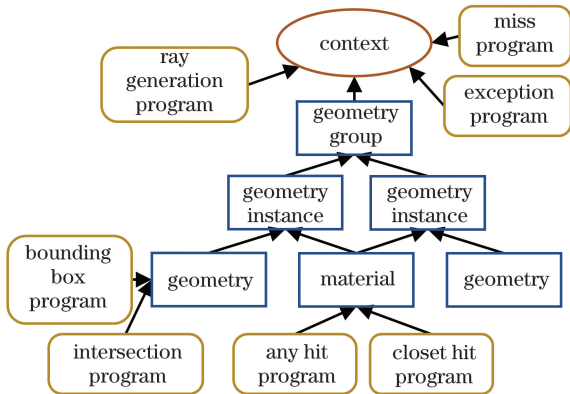 miss
program
context
ray
generation
program
exception
program
geometry
group
geometry
instance
geometry
instance
bounding
box
program
geometry
material
geometry
intersection
program
any hit
program
closet hit
program